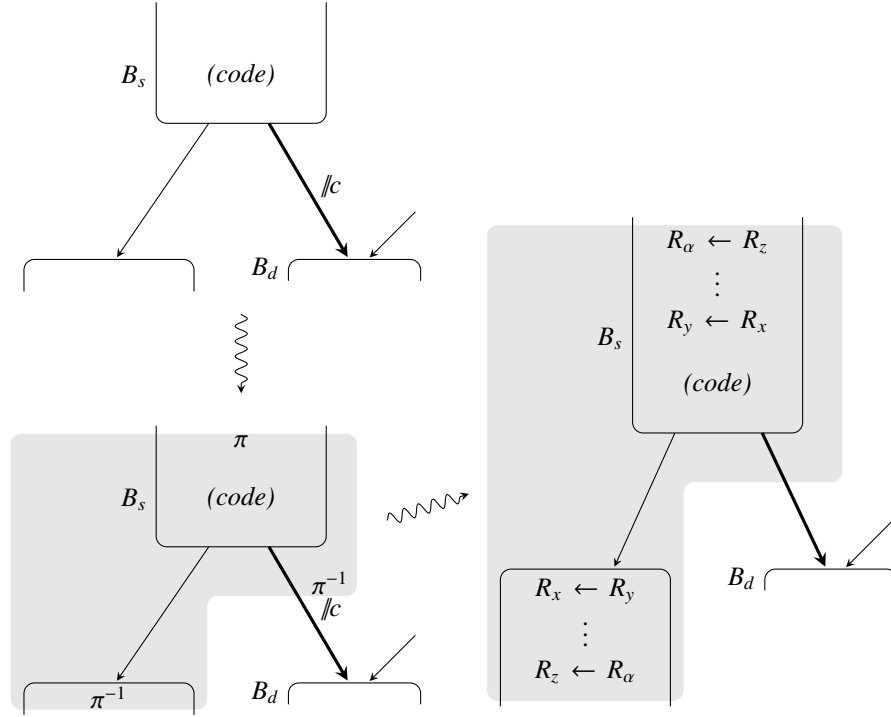 B_s
(code)
∥c
B_d
π
B_s
(code)
π⁻¹
∥c
B_d
π⁻¹
R_α ← R_z
⋮
R_y ← R_x
B_s
(code)
B_d
R_x ← R_y
⋮
R_z ← R_α